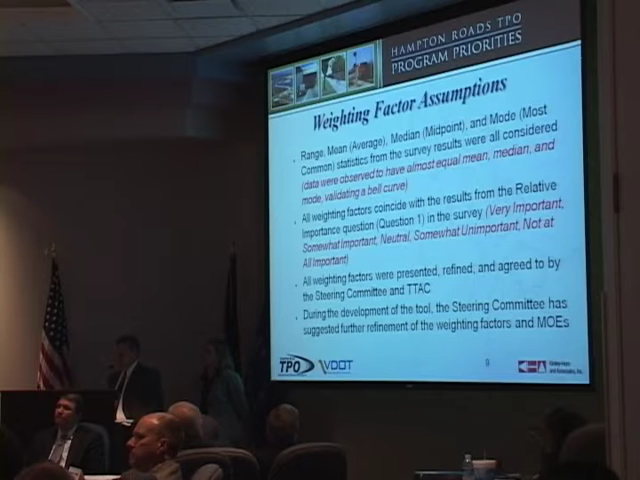 HAMPTON ROADS TPO
PROGRAM PRIORITIES
Weighting Factor Assumptions
Range, Mean (Average), Median (Midpoint), and Mode (Most
Common) statistics from the survey results were all considered
(data were observed to have almost equal mean, median, and
mode, validating a bell curve)
All weighting factors coincide with the results from the Relative
Importance question (Question 1) in the survey (Very Important,
Somewhat Important, Neutral, Somewhat Unimportant, Not at
All Important)
All weighting factors were presented, refined, and agreed to by
the Steering Committee and TTAC
During the development of the tool, the Steering Committee has
suggested further refinement of the weighting factors and MOEs
TPO
VDOT
9